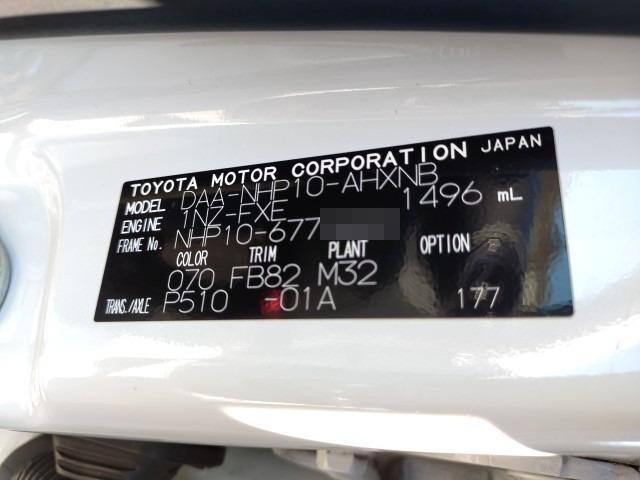 TOYOTA MOTOR CORPORATION JAPAN
MODEL DAA-NHP10-AHXNB
ENGINE 1NZ-FXE 1496 mL
FRAME No. NHP10-677
COLOR TRIM PLANT OPTION
070 FB82 M32
TRANS./AXLE P510 -01A 177